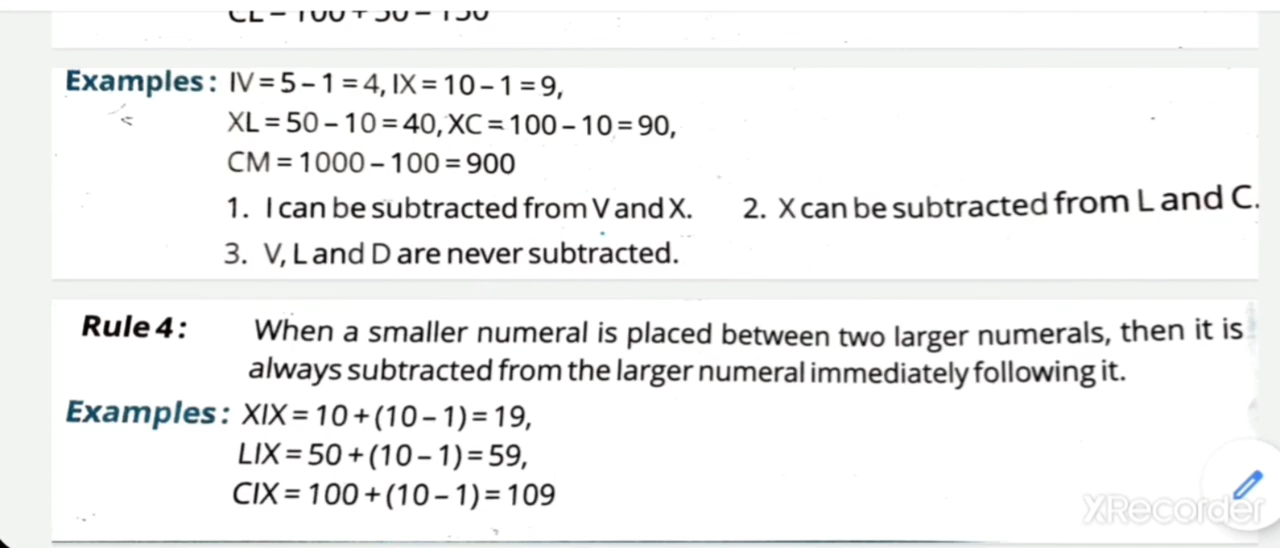 CL = 100 + 50 = 150
Examples: IV = 5 – 1 = 4, IX = 10 – 1 = 9,
XL = 50 – 10 = 40, XC = 100 – 10 = 90,
CM = 1000 – 100 = 900
1. I can be subtracted from V and X. 2. X can be subtracted from L and C.
3. V, L and D are never subtracted.
Rule 4: When a smaller numeral is placed between two larger numerals, then it is
always subtracted from the larger numeral immediately following it.
Examples: XIX = 10 + (10 – 1) = 19,
LIX = 50 + (10 – 1) = 59,
CIX = 100 + (10 – 1) = 109
XRecorder